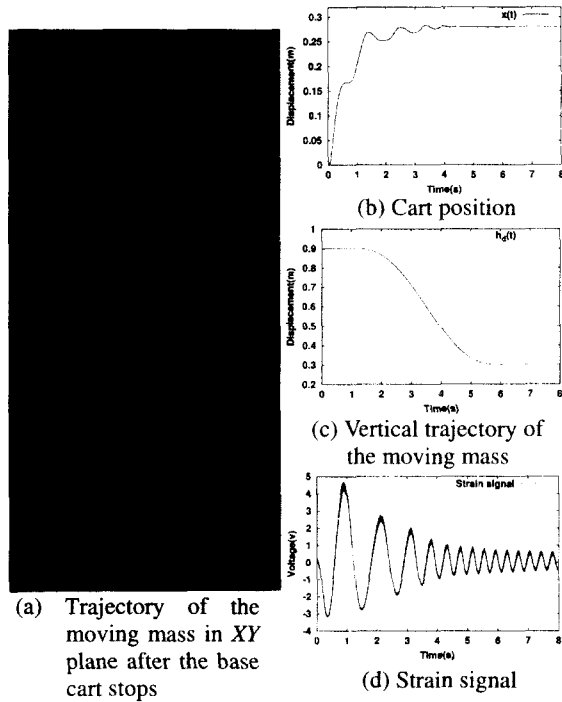 0.3
0.25
0.2
0.15
0.1
0.05
0
Displacement(m)
x(t)
0 1 2 3 4 5 6 7 8
Time(s)
(b) Cart position
1
0.9
0.8
0.7
0.6
0.5
0.4
0.3
0.2
Displacement(m)
h_d(t)
0 1 2 3 4 5 6 7 8
Time(s)
(c) Vertical trajectory of
the moving mass
5
4
3
2
1
0
-1
-2
-3
-4
Voltage(v)
Strain signal
0 1 2 3 4 5 6 7 8
Time(s)
(d) Strain signal
(a) Trajectory of the
moving mass in XY
plane after the base
cart stops